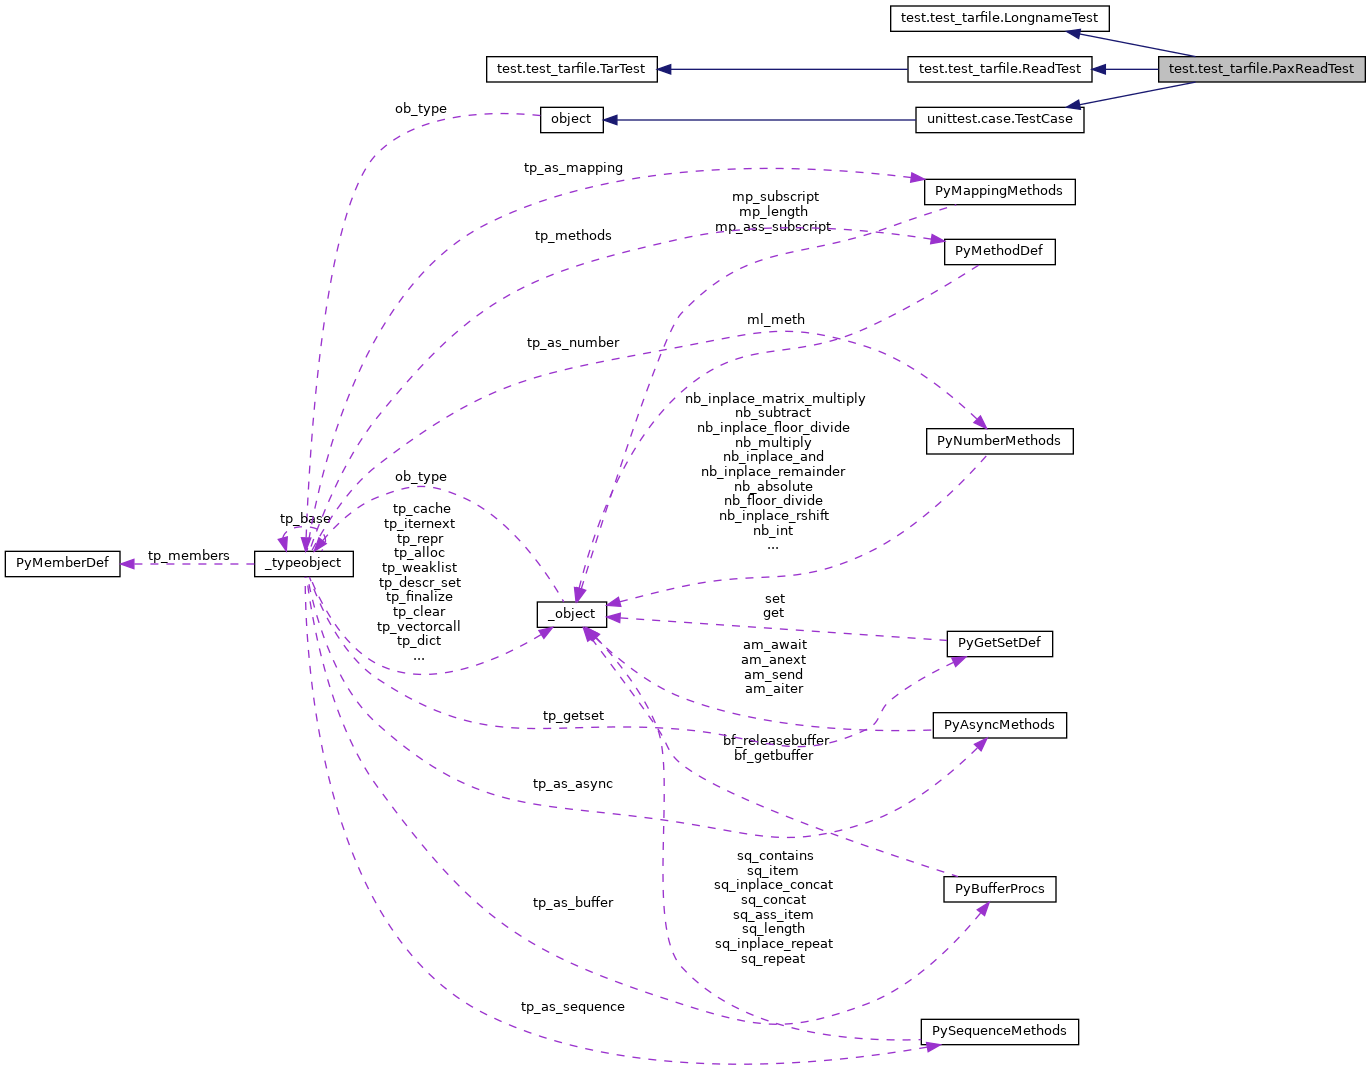 test.test_tarfile.LongnameTest
test.test_tarfile.TarTest
test.test_tarfile.ReadTest
test.test_tarfile.PaxReadTest
ob_type
object
unittest.case.TestCase
tp_as_mapping
PyMappingMethods
mp_subscript
mp_length
mp_ass_subscript
tp_methods
PyMethodDef
ml_meth
tp_as_number
nb_inplace_matrix_multiply
nb_subtract
nb_inplace_floor_divide
nb_multiply
nb_inplace_and
nb_inplace_remainder
nb_absolute
nb_floor_divide
nb_inplace_rshift
nb_int
...
PyNumberMethods
ob_type
tp_base
tp_cache
tp_iternext
tp_repr
tp_alloc
tp_weaklist
tp_descr_set
tp_finalize
tp_clear
tp_vectorcall
tp_dict
...
PyMemberDef
tp_members
_typeobject
_object
set
get
PyGetSetDef
am_await
am_anext
am_send
am_aiter
tp_getset
PyAsyncMethods
bf_releasebuffer
bf_getbuffer
tp_as_async
sq_contains
sq_item
sq_inplace_concat
sq_concat
sq_ass_item
sq_length
sq_inplace_repeat
sq_repeat
PyBufferProcs
tp_as_buffer
tp_as_sequence
PySequenceMethods